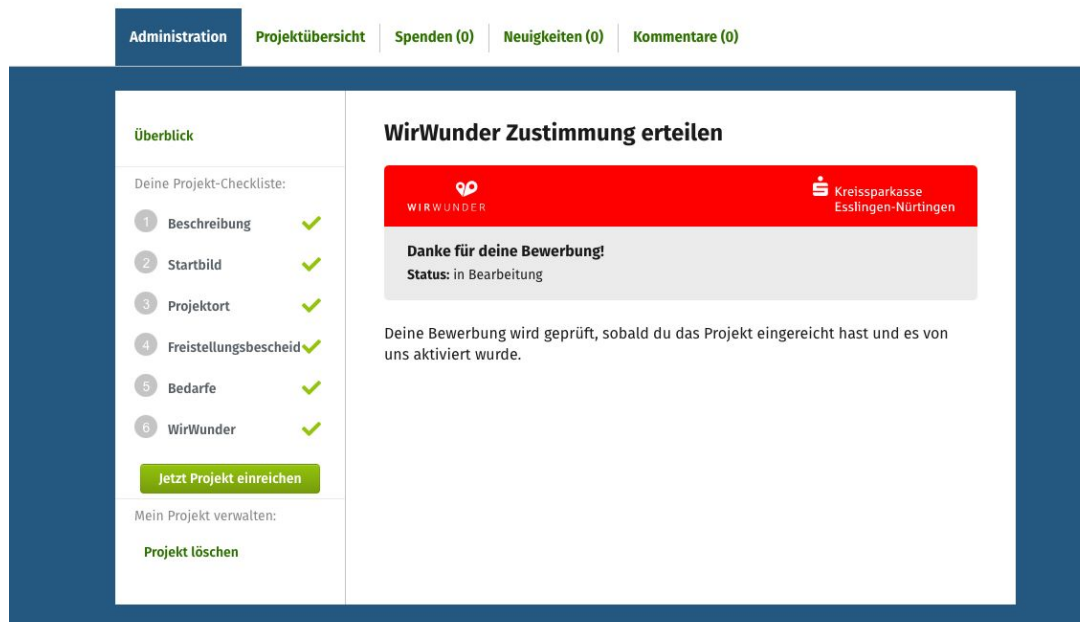 Administration Projektübersicht Spenden (0) Neuigkeiten (0) Kommentare (0)
Überblick
Deine Projekt-Checkliste:
1 Beschreibung
2 Startbild
3 Projektort
4 Freistellungsbescheid
5 Bedarfe
6 WirWunder
Jetzt Projekt einreichen
Mein Projekt verwalten:
Projekt löschen
WirWunder Zustimmung erteilen
WIRWUNDER
Kreissparkasse
Esslingen-Nürtingen
Danke für deine Bewerbung!
Status: in Bearbeitung
Deine Bewerbung wird geprüft, sobald du das Projekt eingereicht hast und es von
uns aktiviert wurde.